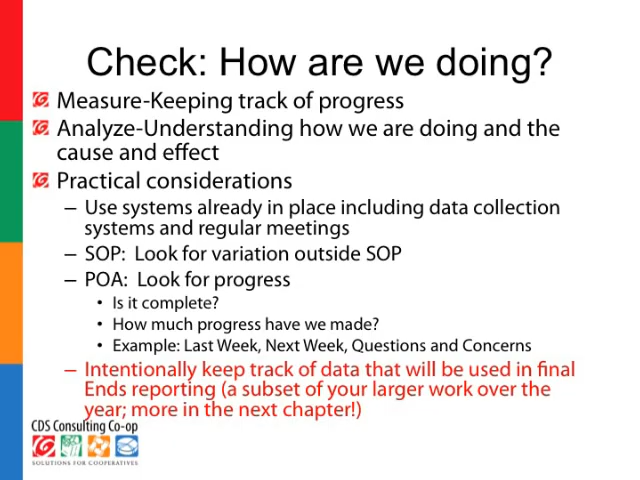 Check: How are we doing?
Measure-Keeping track of progress
Analyze-Understanding how we are doing and the
cause and effect
Practical considerations
– Use systems already in place including data collection
systems and regular meetings
– SOP: Look for variation outside SOP
– POA: Look for progress
• Is it complete?
• How much progress have we made?
• Example: Last Week, Next Week, Questions and Concerns
– Intentionally keep track of data that will be used in final
Ends reporting (a subset of your larger work over the
year; more in the next chapter!)
CDS Consulting Co-op
SOLUTIONS FOR COOPERATIVES